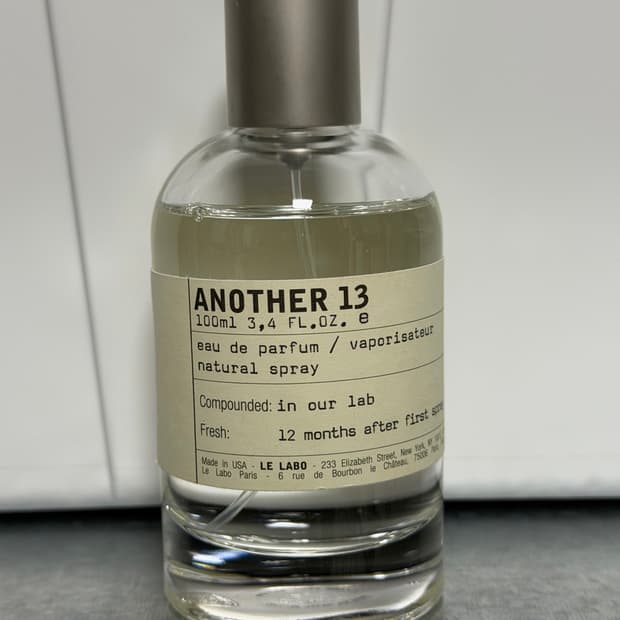 ANOTHER 13
100ml 3,4 FL.OZ. e
eau de parfum / vaporisateur
natural spray
Compounded: in our lab
Fresh: 12 months after first
Made in USA - LE LABO - 233 Elizabeth Street, New York, NY
Le Labo Paris - 6 rue de Bourbon le Château, 75006